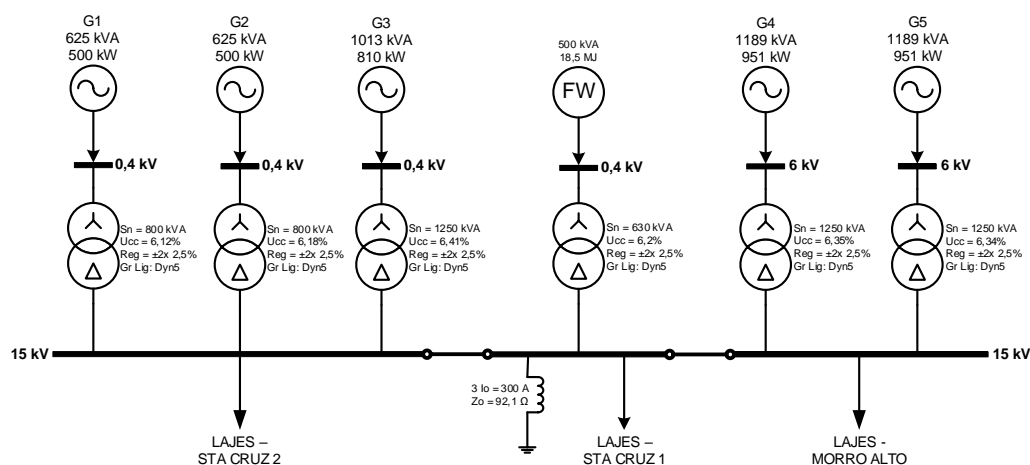 G1
625 kVA
500 kW
G2
625 kVA
500 kW
G3
1013 kVA
810 kW
500 kVA
18,5 MJ
FW
G4
1189 kVA
951 kW
G5
1189 kVA
951 kW
0,4 kV
0,4 kV
0,4 kV
0,4 kV
6 kV
6 kV
Sn = 800 kVA
Ucc = 6,12%
Reg = ±2x 2,5%
Gr Lig: Dyn5
Sn = 800 kVA
Ucc = 6,18%
Reg = ±2x 2,5%
Gr Lig: Dyn5
Sn = 1250 kVA
Ucc = 6,41%
Reg = ±2x 2,5%
Gr Lig: Dyn5
Sn = 630 kVA
Ucc = 6,2%
Reg = ±2x 2,5%
Gr Lig: Dyn5
Sn = 1250 kVA
Ucc = 6,35%
Reg = ±2x 2,5%
Gr Lig: Dyn5
Sn = 1250 kVA
Ucc = 6,34%
Reg = ±2x 2,5%
Gr Lig: Dyn5
15 kV
15 kV
3 Io = 300 A
Zo = 92,1 Ω
LAJES –
STA CRUZ 2
LAJES –
STA CRUZ 1
LAJES -
MORRO ALTO